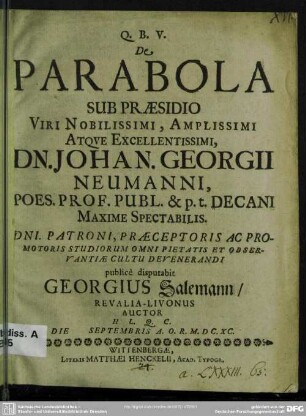 Q. B. V.
De
PARABOLA
SUB PRÆSIDIO
VIRI NOBILISSIMI, AMPLISSIMI
ATQVE EXCELLENTISSIMI,
DN. JOHAN. GEORGII
NEUMANNI,
POES. PROF. PUBL. & p. t. DECANI
MAXIME SPECTABILIS.
DNI. PATRONI, PRÆCEPTORIS AC PRO-
MOTORIS STUDIORUM OMNI PIETATIS ET OBSER-
VANTIÆ CULTU DEVENERANDI
publicè disputabit
GEORGIUS Salemann/
REVALIA-LIVONUS
AUCTOR
H. L. Q. C.
DIE SEPTEMBRIS A. O. R. M. DC. XC.
WITTENBERGÆ,
LITERIS MATTHÆI HENCKELII, ACAD. TYPOGR.
24.
diss. A